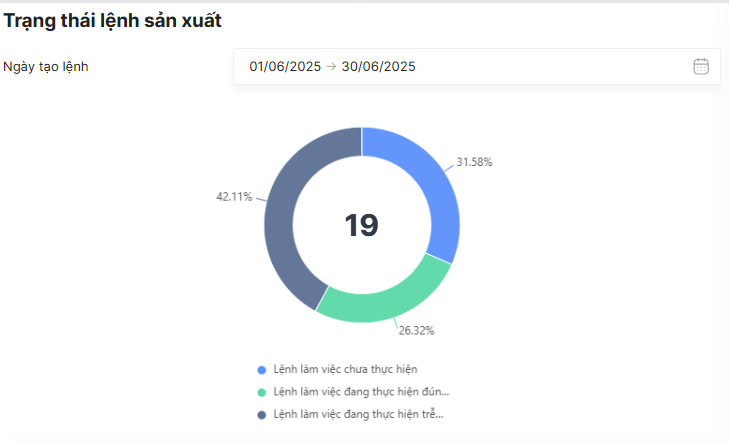 Trạng thái lệnh sản xuất
Ngày tạo lệnh
01/06/2025 → 30/06/2025
31.58%
42.11%
19
26.32%
Lệnh làm việc chưa thực hiện
Lệnh làm việc đang thực hiện đún...
Lệnh làm việc đang thực hiện trễ...